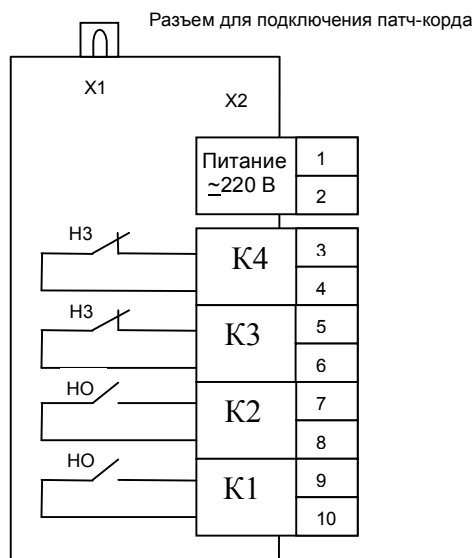 Разъем для подключения патч-корда
X1
X2
Питание
~220 В
1
2
НЗ
К4
3
4
НЗ
К3
5
6
НО
К2
7
8
НО
К1
9
10